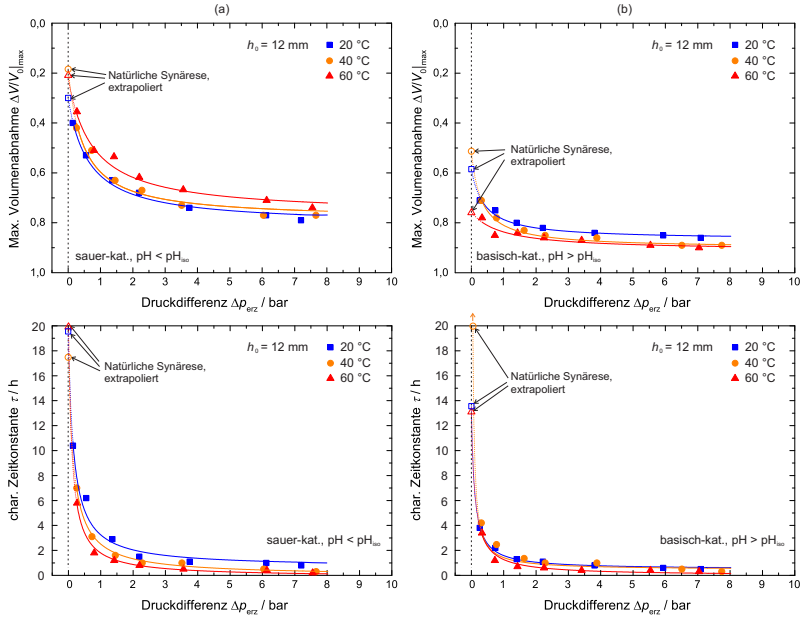 (a)
(b)
Max. Volumenabnahme ΔV/V₀|max
0,0
0,2
0,4
0,6
0,8
1,0
h₀ = 12 mm
20 °C
40 °C
60 °C
Natürliche Synärese,
extrapoliert
sauer-kat., pH < pHiso
0 1 2 3 4 5 6 7 8 9 10
Druckdifferenz Δperz / bar
Max. Volumenabnahme ΔV/V₀|max
0,0
0,2
0,4
0,6
0,8
1,0
h₀ = 12 mm
20 °C
40 °C
60 °C
Natürliche Synärese,
extrapoliert
basisch-kat., pH > pHiso
0 1 2 3 4 5 6 7 8 9 10
Druckdifferenz Δperz / bar
char. Zeitkonstante τ / h
20
18
16
14
12
10
8
6
4
2
0
h₀ = 12 mm
20 °C
40 °C
60 °C
Natürliche Synärese,
extrapoliert
sauer-kat., pH < pHiso
0 1 2 3 4 5 6 7 8 9 10
Druckdifferenz Δperz / bar
char. Zeitkonstante τ / h
20
18
16
14
12
10
8
6
4
2
0
h₀ = 12 mm
20 °C
40 °C
60 °C
Natürliche Synärese,
extrapoliert
basisch-kat., pH > pHiso
0 1 2 3 4 5 6 7 8 9 10
Druckdifferenz Δperz / bar